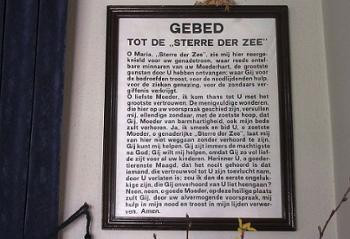 GEBED
TOT DE „STERRE DER ZEE"
O Maria, „Sterre der Zee", zie mij hier neerge-
knield voor uw genadetroon, waar reeds ontel-
bare minnaren van uw Moederhart, de grootste
gunsten door U hebben ontvangen: waar Gij voor
de bedroefden troost, voor de noodlijdenden hulp,
voor de zieken genezing, voor de zondaars ver-
giffenis verkrijgt.
O liefste Moeder, ik kom thans tot U met het
grootste vertrouwen. De menigvuldige wonderen,
die hier op uw voorspraak geschied zijn, vervullen
mij, ellendige zondaar, met de zoetste hoop, dat
Gij, Moeder van barmhartigheid, ook mijn bede
zult verhoren. Ja, ik smeek en bid U, o zoetste
Moeder, o genaderijke „Sterre der Zee", laat mij
van hier niet weggaan zonder verhoord te zijn.
Gij kunt mij helpen, Gij zijt immers de machtigste
na God; Gij wilt mij helpen, omdat Gij zo vol lief-
de zijt voor al uw kinderen. Herinner U, o goeder-
tierenste Maagd, dat het nooit gehoord is dat
iemand, die vertrouwvol tot U zijn toevlucht nam,
door U verlaten is: zou ik dan de eerste ongeluk-
kige zijn, die Gij onverhoord van U liet heengaan?
Neen, neen, o goede Moeder, op deze heilige plaats
zult Gij, door uw alvermogende voorspraak, mij
hulp in mijn nood en troost in mijn lijden verwer-
ven. Amen.